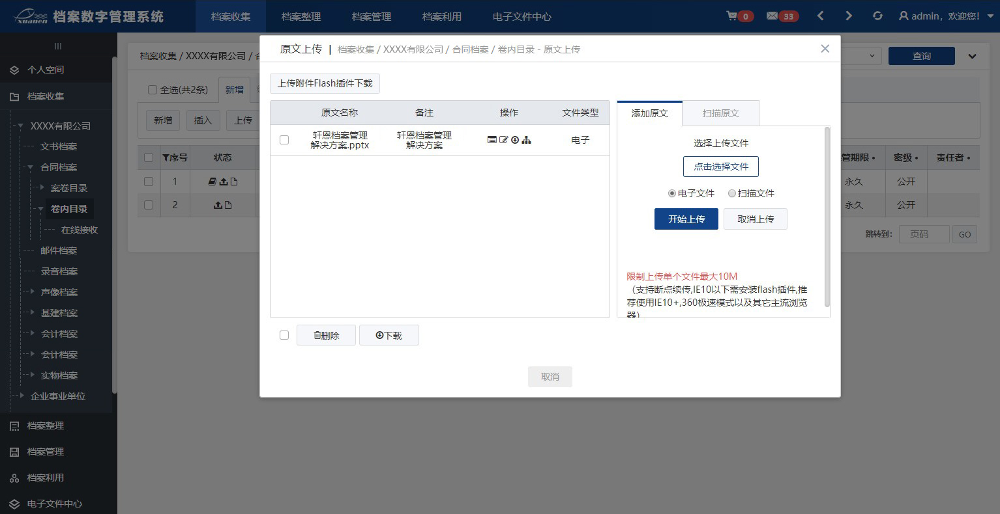 xuanen 档案数字管理系统
档案收集 档案整理 档案管理 档案利用 电子文件中心
0 33 admin，欢迎您!
个人空间
档案收集
XXXX有限公司
文书档案
合同档案
案卷目录
卷内目录
在线接收
邮件档案
录音档案
声像档案
基建档案
会计档案
会计档案
实物档案
企业事业单位
档案整理
档案管理
档案利用
电子文件中心
档案收集 / XXXX有限公司 /
查询
全选(共2条) 新增
新增 插入 上传
序号 状态
1
2
管期限 密级 责任者
永久 公开
永久 公开
跳转到: 页码 GO
原文上传 | 档案收集 / XXXX有限公司 / 合同档案 / 卷内目录 - 原文上传
上传附件Flash插件下载
原文名称 备注 操作 文件类型
轩恩档案管理
解决方案.pptx
轩恩档案管理
解决方案
电子
删除 下载
添加原文 扫描原文
选择上传文件
点击选择文件
电子文件 扫描文件
开始上传 取消上传
限制上传单个文件最大10M
（支持断点续传,IE10以下需安装flash插件,推
荐使用IE10+,360极速模式以及其它主流浏览
器）
取消